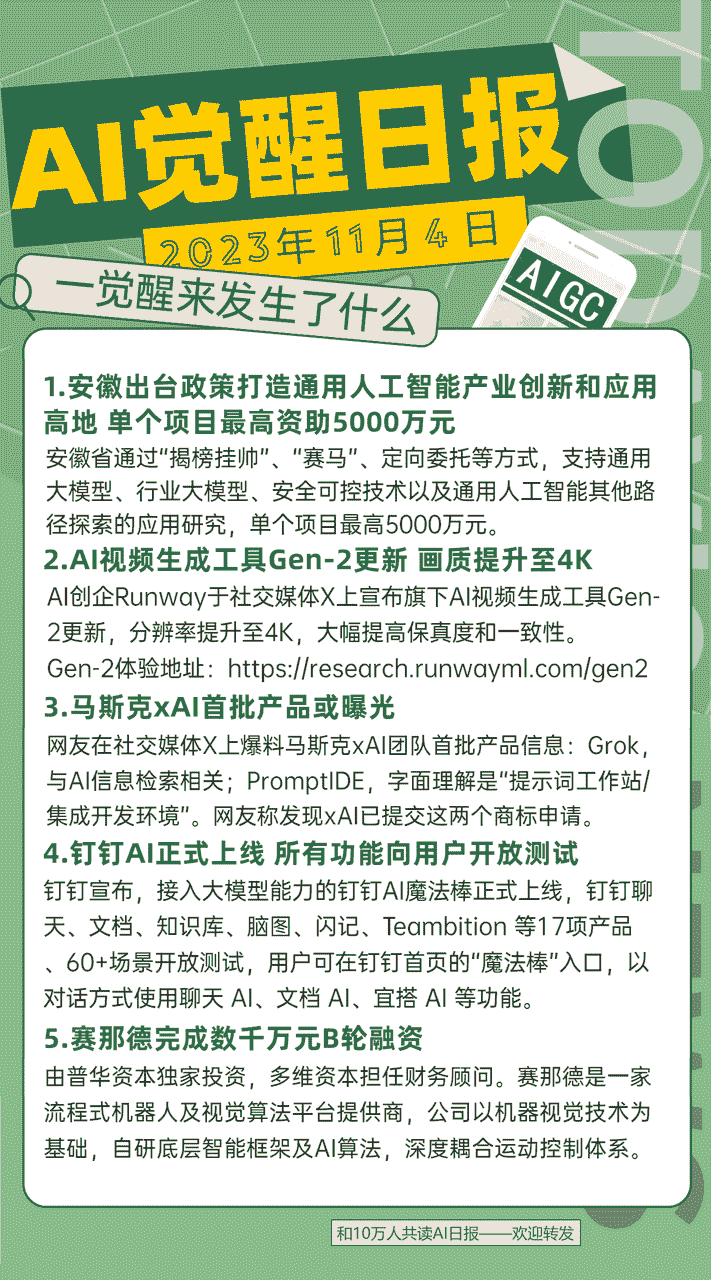 AI觉醒日报
2023年11月4日
一觉醒来发生了什么
AIGC
1.安徽出台政策打造通用人工智能产业创新和应用
高地 单个项目最高资助5000万元
安徽省通过“揭榜挂帅”、“赛马”、定向委托等方式，支持通用
大模型、行业大模型、安全可控技术以及通用人工智能其他路
径探索的应用研究，单个项目最高5000万元。
2.AI视频生成工具Gen-2更新 画质提升至4K
AI创企Runway于社交媒体X上宣布旗下AI视频生成工具Gen-
2更新，分辨率提升至4K，大幅提高保真度和一致性。
Gen-2体验地址：https://research.runwayml.com/gen2
3.马斯克xAI首批产品或曝光
网友在社交媒体X上爆料马斯克xAI团队首批产品信息：Grok，
与AI信息检索相关；PromptIDE，字面理解是“提示词工作站/
集成开发环境”。网友称发现xAI已提交这两个商标申请。
4.钉钉AI正式上线 所有功能向用户开放测试
钉钉宣布，接入大模型能力的钉钉AI魔法棒正式上线，钉钉聊
天、文档、知识库、脑图、闪记、Teambition 等17项产品
、60+场景开放测试，用户可在钉钉首页的“魔法棒”入口，以
对话方式使用聊天 AI、文档 AI、宜搭 AI 等功能。
5.赛那德完成数千万元B轮融资
由普华资本独家投资，多维资本担任财务顾问。赛那德是一家
流程式机器人及视觉算法平台提供商，公司以机器视觉技术为
基础，自研底层智能框架及AI算法，深度耦合运动控制体系。
和10万人共读AI日报——欢迎转发